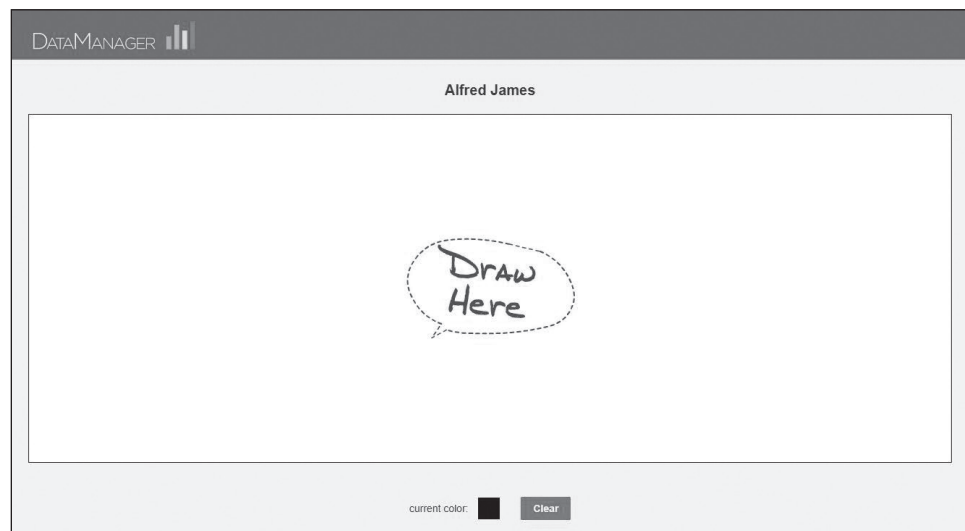 DATAMANAGER
Alfred James
Draw
Here
current color:
Clear